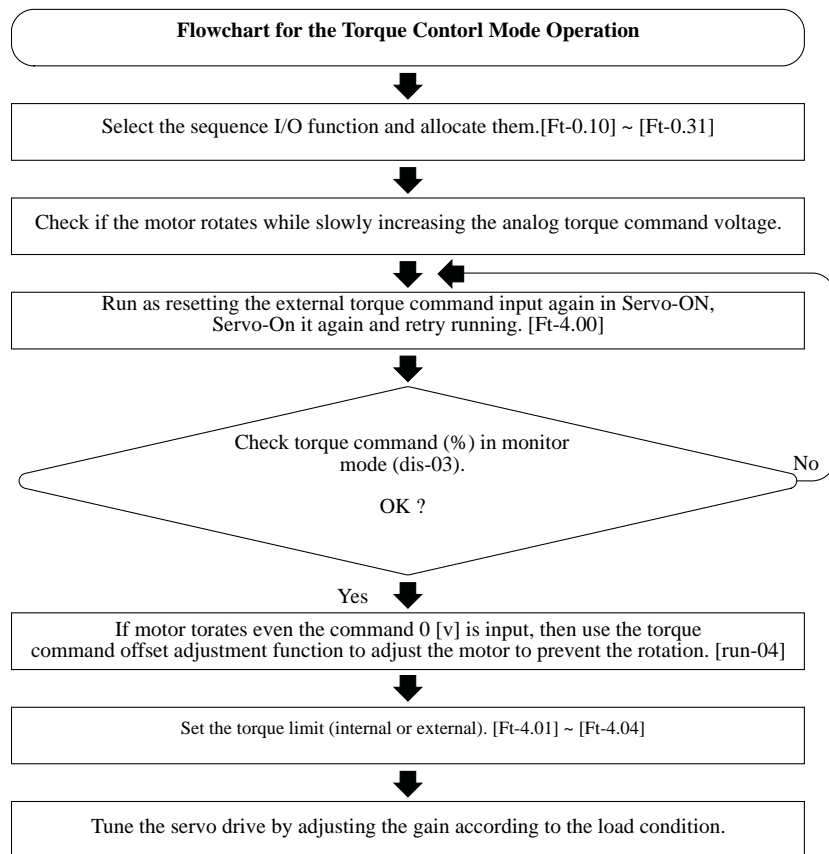 Flowchart for the Torque Contorl Mode Operation
Select the sequence I/O function and allocate them.[Ft-0.10] ~ [Ft-0.31]
Check if the motor rotates while slowly increasing the analog torque command voltage.
Run as resetting the external torque command input again in Servo-ON,
Servo-On it again and retry running. [Ft-4.00]
Check torque command (%) in monitor
mode (dis-03).
No
OK ?
Yes
If motor torates even the command 0 [v] is input, then use the torque
command offset adjustment function to adjust the motor to prevent the rotation. [run-04]
Set the torque limit (internal or external). [Ft-4.01] ~ [Ft-4.04]
Tune the servo drive by adjusting the gain according to the load condition.